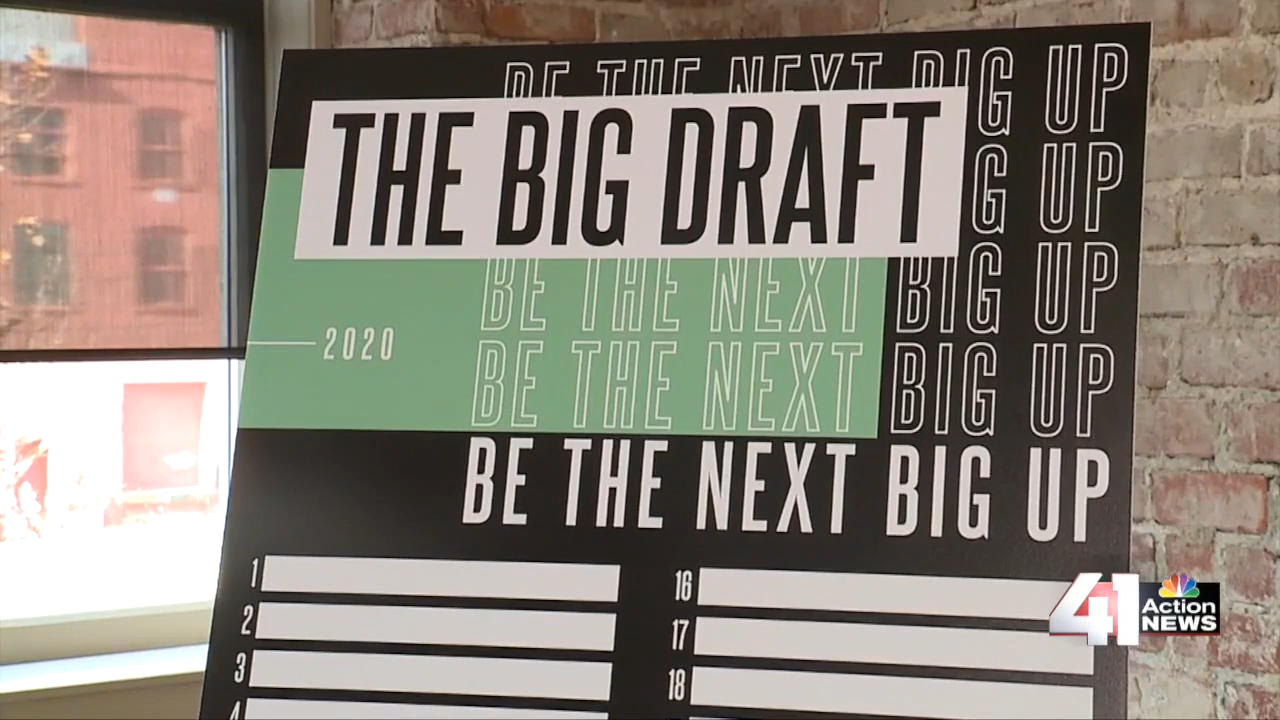 BE THE NEXT BIG UP
THE BIG DRAFT
BIG UP
BE THE NEXT BIG UP
2020
BE THE NEXT BIG UP
BE THE NEXT BIG UP
1
16
2
17
3
18
4
41 Action NEWS